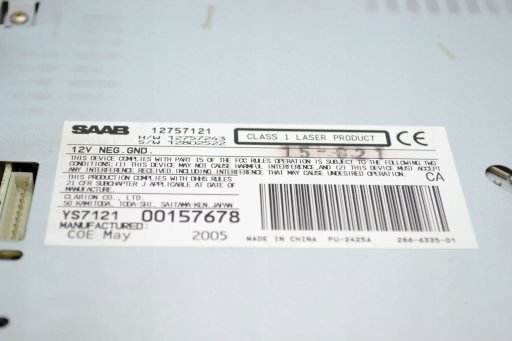 SAAB 12757121
H/W 12757243
S/W 12802522
CLASS 1 LASER PRODUCT
CE
12V NEG.GND.
15-021
THIS DEVICE COMPLIES WITH PART 15 OF THE FCC RULES OPERATION IS SUBJECT TO THE FOLLOWING TWO
CONDITIONS: (1) THIS DEVICE MAY NOT CAUSE HARMFUL INTERFERENCE, AND (2) THIS DEVICE MUST ACCEPT
ANY INTERFERENCE RECEIVED, INCLUDING INTERFERENCE THAT MAY CAUSE UNDESIRED OPERATION.
THIS PRODUCT COMPLIES WITH DHHS RULES
21 CFR SUBCHAPTER J APPLICABLE AT DATE OF
MANUFACTURE.
CA
CLARION CO., LTD.
50 KAMITODA, TODA-SHI, SAITAMA-KEN, JAPAN
YS7121 00157678
MANUFACTURED:
COE May 2005
MADE IN CHINA PU-2425A 286-6335-01